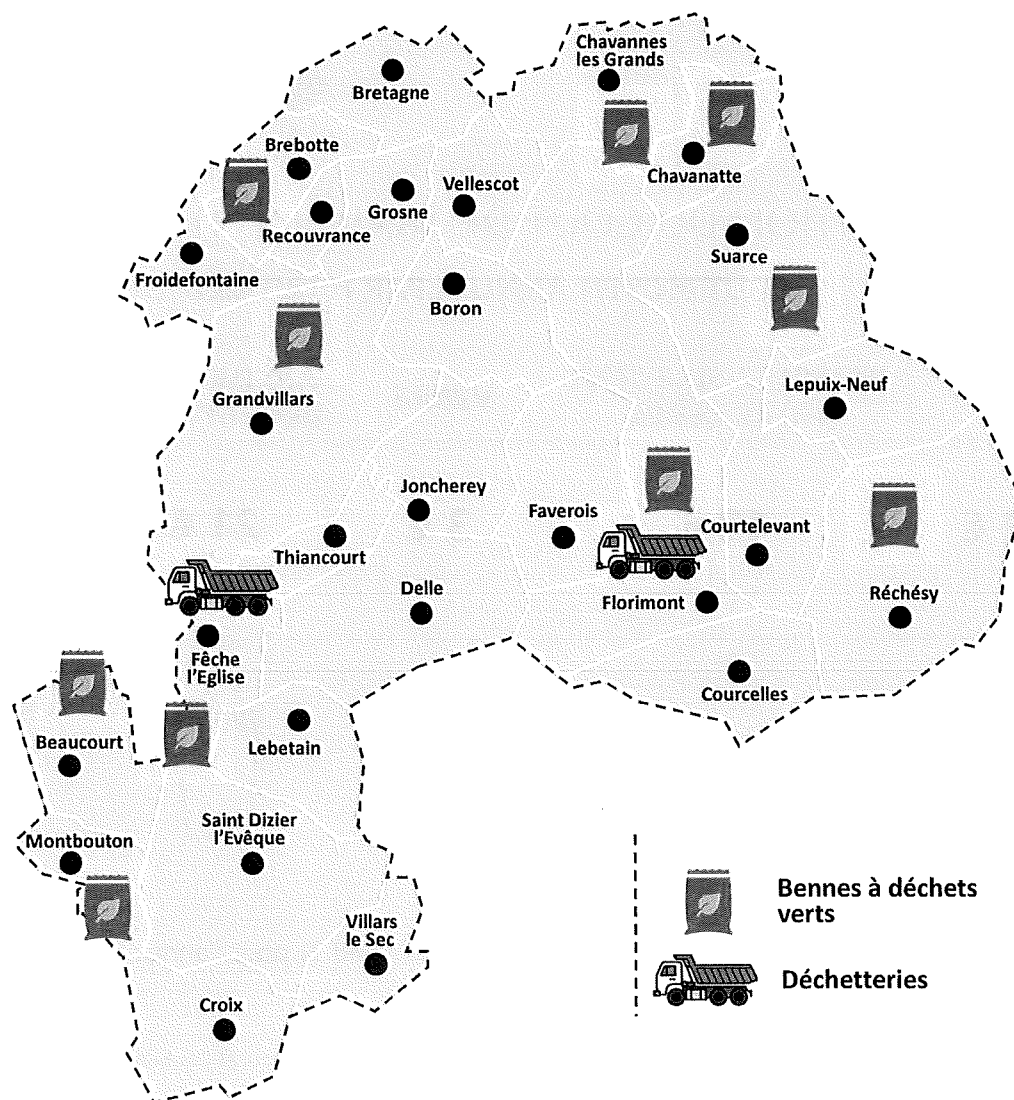 Chavannes
les Grands
Bretagne
Brebotte
Chavanatte
Vellescot
Grosne
Recouvrance
Suarce
Froidefontaine
Boron
Lepuix-Neuf
Grandvillars
Joncherey
Faverois
Courtelevant
Thiancourt
Delle
Florimont
Réchésy
Fêche
l'Eglise
Courcelles
Beaucourt
Lebetain
Saint Dizier
l'Evêque
Montbouton
Villars
le Sec
Croix
Bennes à déchets
verts
Déchetteries